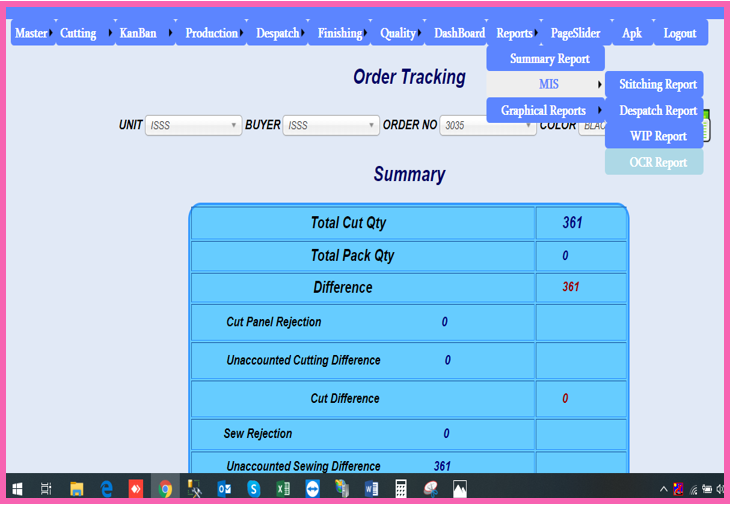 Master Cutting KanBan Production Despatch Finishing Quality DashBoard Reports PageSlider Apk Logout
Summary Report
Order Tracking
MIS Stitching Report
Graphical Reports Despatch Report
UNIT ISSS BUYER ISSS ORDER NO 3035 COLOR BLAC
WIP Report
OCR Report
Summary
Total Cut Qty 361
Total Pack Qty 0
Difference 361
Cut Panel Rejection 0
Unaccounted Cutting Difference 0
Cut Difference 0
Sew Rejection 0
Unaccounted Sewing Difference 361